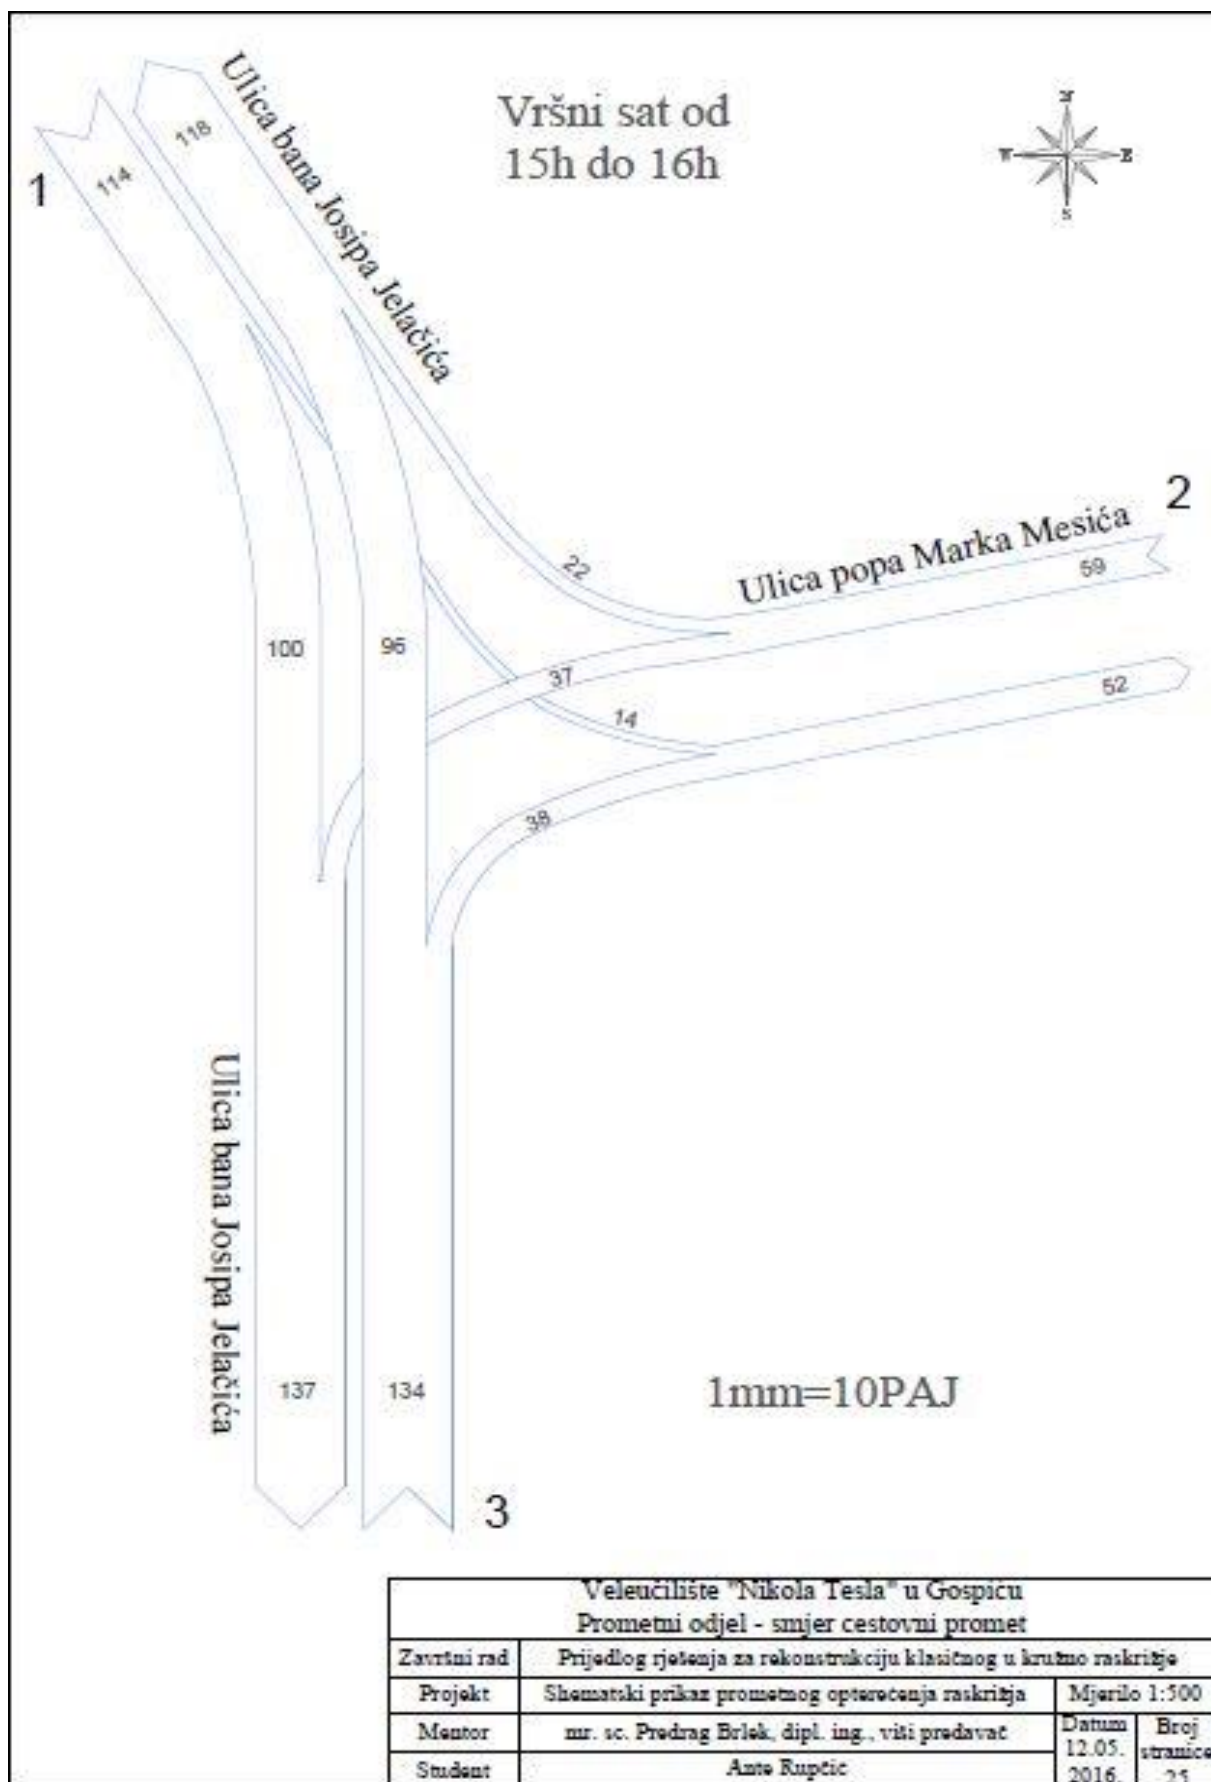 Vršni sat od
15h do 16h
N
W
E
S
1
114
118
Ulica bana Josipa Jelačića
2
Ulica popa Marka Mesića
59
22
100
96
37
14
52
38
Ulica bana Josipa Jelačića
137
134
1mm=10PAJ
3
Veleučilište "Nikola Tesla" u Gospiću
Prometni odjel - smjer cestovni promet
Završni rad
Prijedlog rješenja za rekonstrukciju klasičnog u kružno raskrižje
Projekt
Shematski prikaz prometnog opterećenja raskrižja
Mjerilo 1:500
Mentor
mr. sc. Predrag Brlek, dipl. ing., viši predavač
Datum
12.05.
2016.
Broj
stranice
25
Student
Ante Rupčić